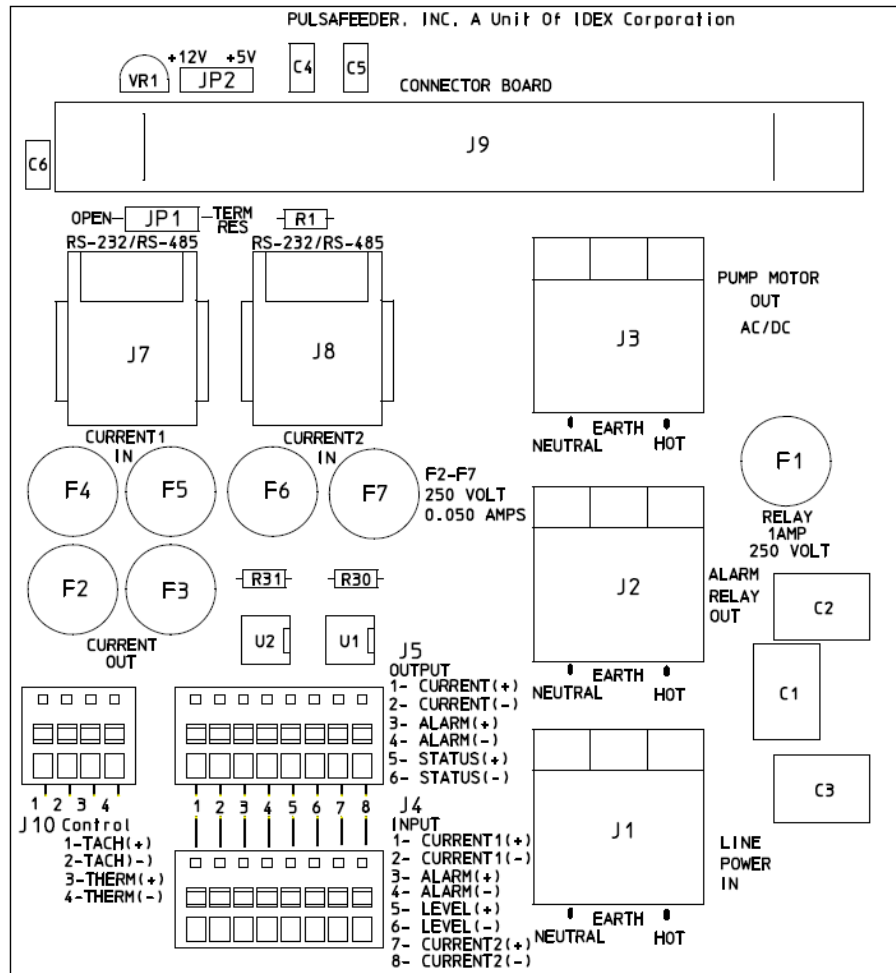 PULSAFEEDER, INC, A Unit Of IDEX Corporation
+12V +5V
VR1
JP2
C4
C5
CONNECTOR BOARD
J9
C6
OPEN
JP1
TERM
RES
R1
RS-232/RS-485
RS-232/RS-485
J7
J8
J3
PUMP MOTOR
OUT
AC/DC
NEUTRAL
EARTH
HOT
CURRENT1
IN
CURRENT2
IN
F4
F5
F6
F7
F2-F7
250 VOLT
0.050 AMPS
F1
RELAY
1AMP
250 VOLT
F2
F3
CURRENT
OUT
R31
R30
U2
U1
J2
ALARM
RELAY
OUT
NEUTRAL
EARTH
HOT
C2
C1
C3
J5
OUTPUT
1- CURRENT(+)
2- CURRENT(-)
3- ALARM(+)
4- ALARM(-)
5- STATUS(+)
6- STATUS(-)
1 2 3 4
J10 Control
1-TACH(+)
2-TACH)-)
3-THERM(+)
4-THERM(-)
1 2 3 4 5 6 7 8
J4
INPUT
1- CURRENT1(+)
2- CURRENT1(-)
3- ALARM(+)
4- ALARM(-)
5- LEVEL(+)
6- LEVEL(-)
7- CURRENT2(+)
8- CURRENT2(-)
J1
LINE
POWER
IN
NEUTRAL
EARTH
HOT